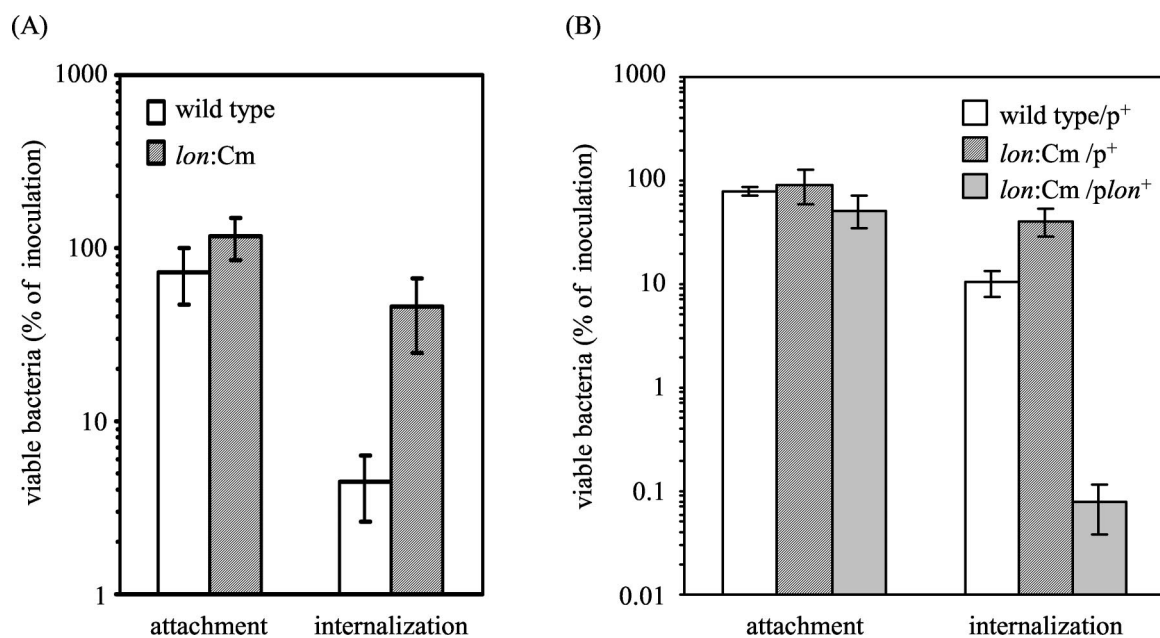 (A)
1000
100
10
1
viable bacteria (% of inoculation)
wild type
lon:Cm
attachment internalization
(B)
1000
100
10
1
0.1
0.01
viable bacteria (% of inoculation)
wild type/p⁺
lon:Cm /p⁺
lon:Cm /plon⁺
attachment internalization